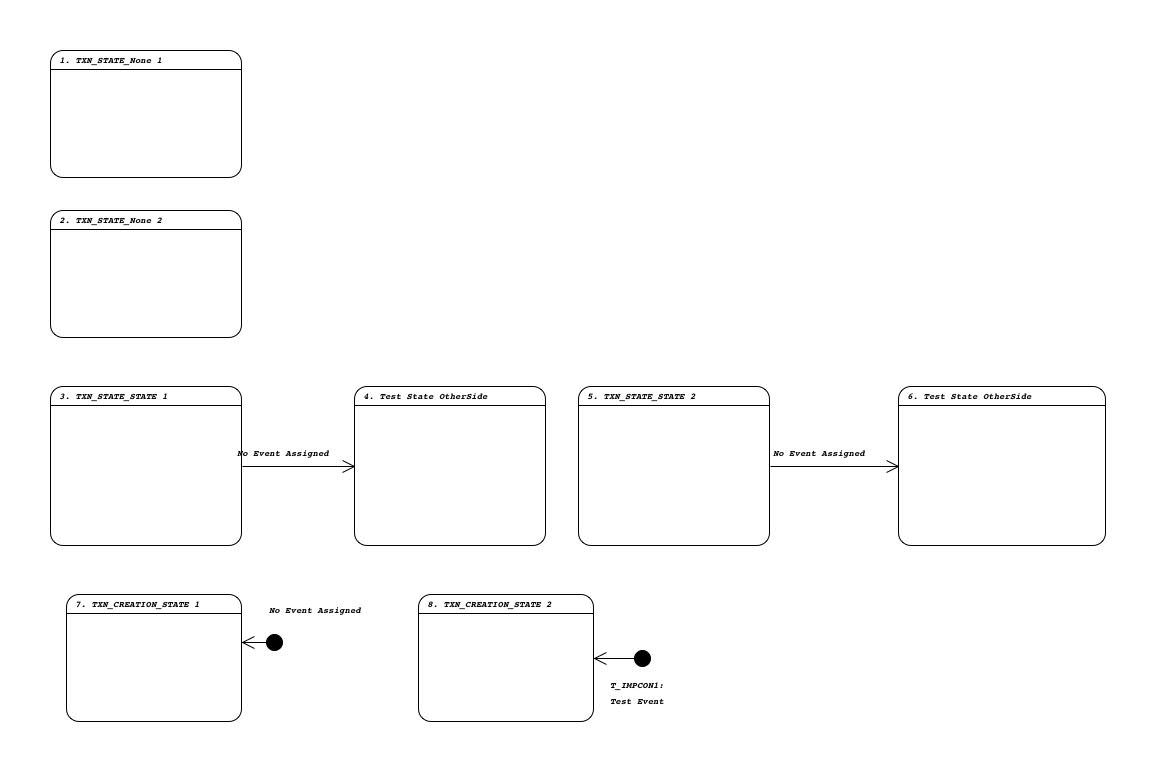 1. TXN_STATE_None 1
2. TXN_STATE_None 2
3. TXN_STATE_STATE 1
4. Test State OtherSide
5. TXN_STATE_STATE 2
6. Test State OtherSide
No Event Assigned
No Event Assigned
7. TXN_CREATION_STATE 1
No Event Assigned
8. TXN_CREATION_STATE 2
T_IMPCON1:
Test Event